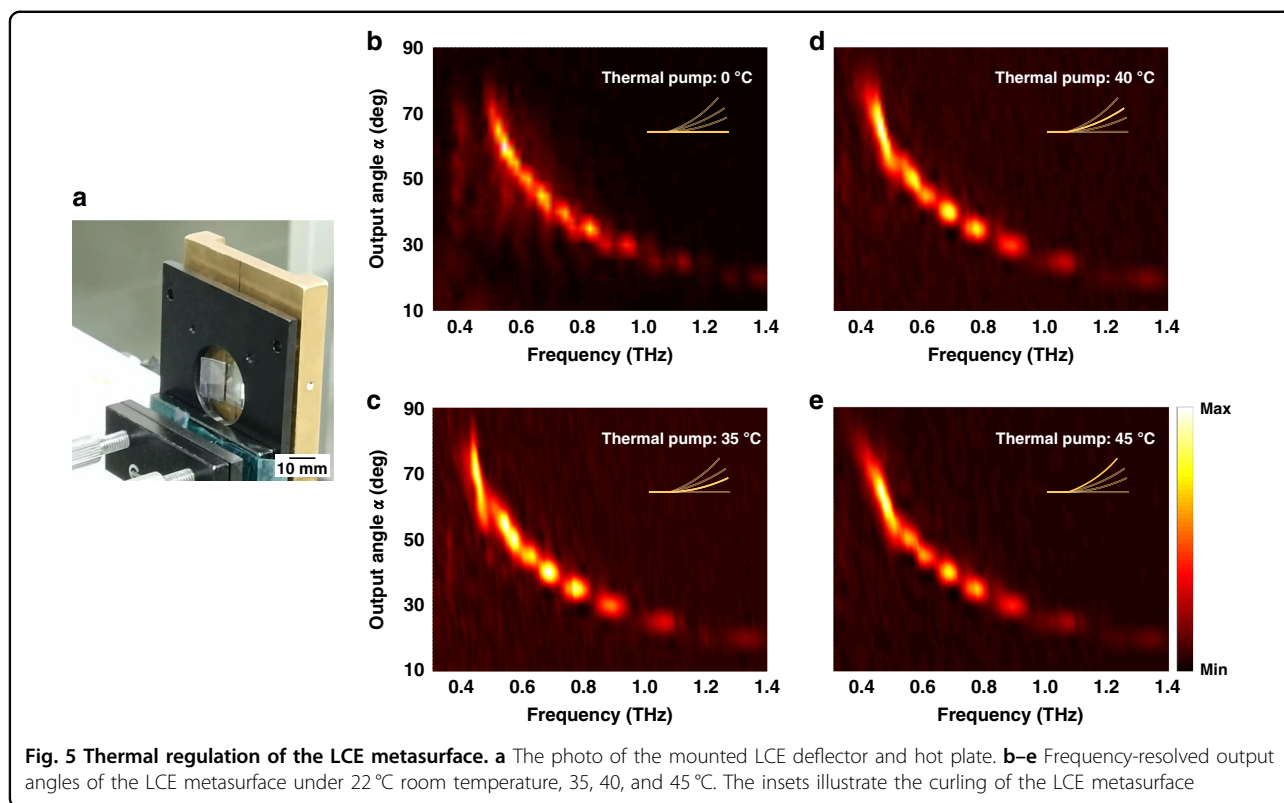 a
10 mm
b
Thermal pump: 0 °C
Output angle α (deg)
90
70
50
30
10
0.4 0.6 0.8 1.0 1.2 1.4
Frequency (THz)
d
Thermal pump: 40 °C
0.4 0.6 0.8 1.0 1.2 1.4
Frequency (THz)
c
Thermal pump: 35 °C
Output angle α (deg)
90
70
50
30
10
0.4 0.6 0.8 1.0 1.2 1.4
Frequency (THz)
e
Thermal pump: 45 °C
0.4 0.6 0.8 1.0 1.2 1.4
Frequency (THz)
Max
Min
Fig. 5 Thermal regulation of the LCE metasurface. a The photo of the mounted LCE deflector and hot plate. b–e Frequency-resolved output
angles of the LCE metasurface under 22 °C room temperature, 35, 40, and 45 °C. The insets illustrate the curling of the LCE metasurface